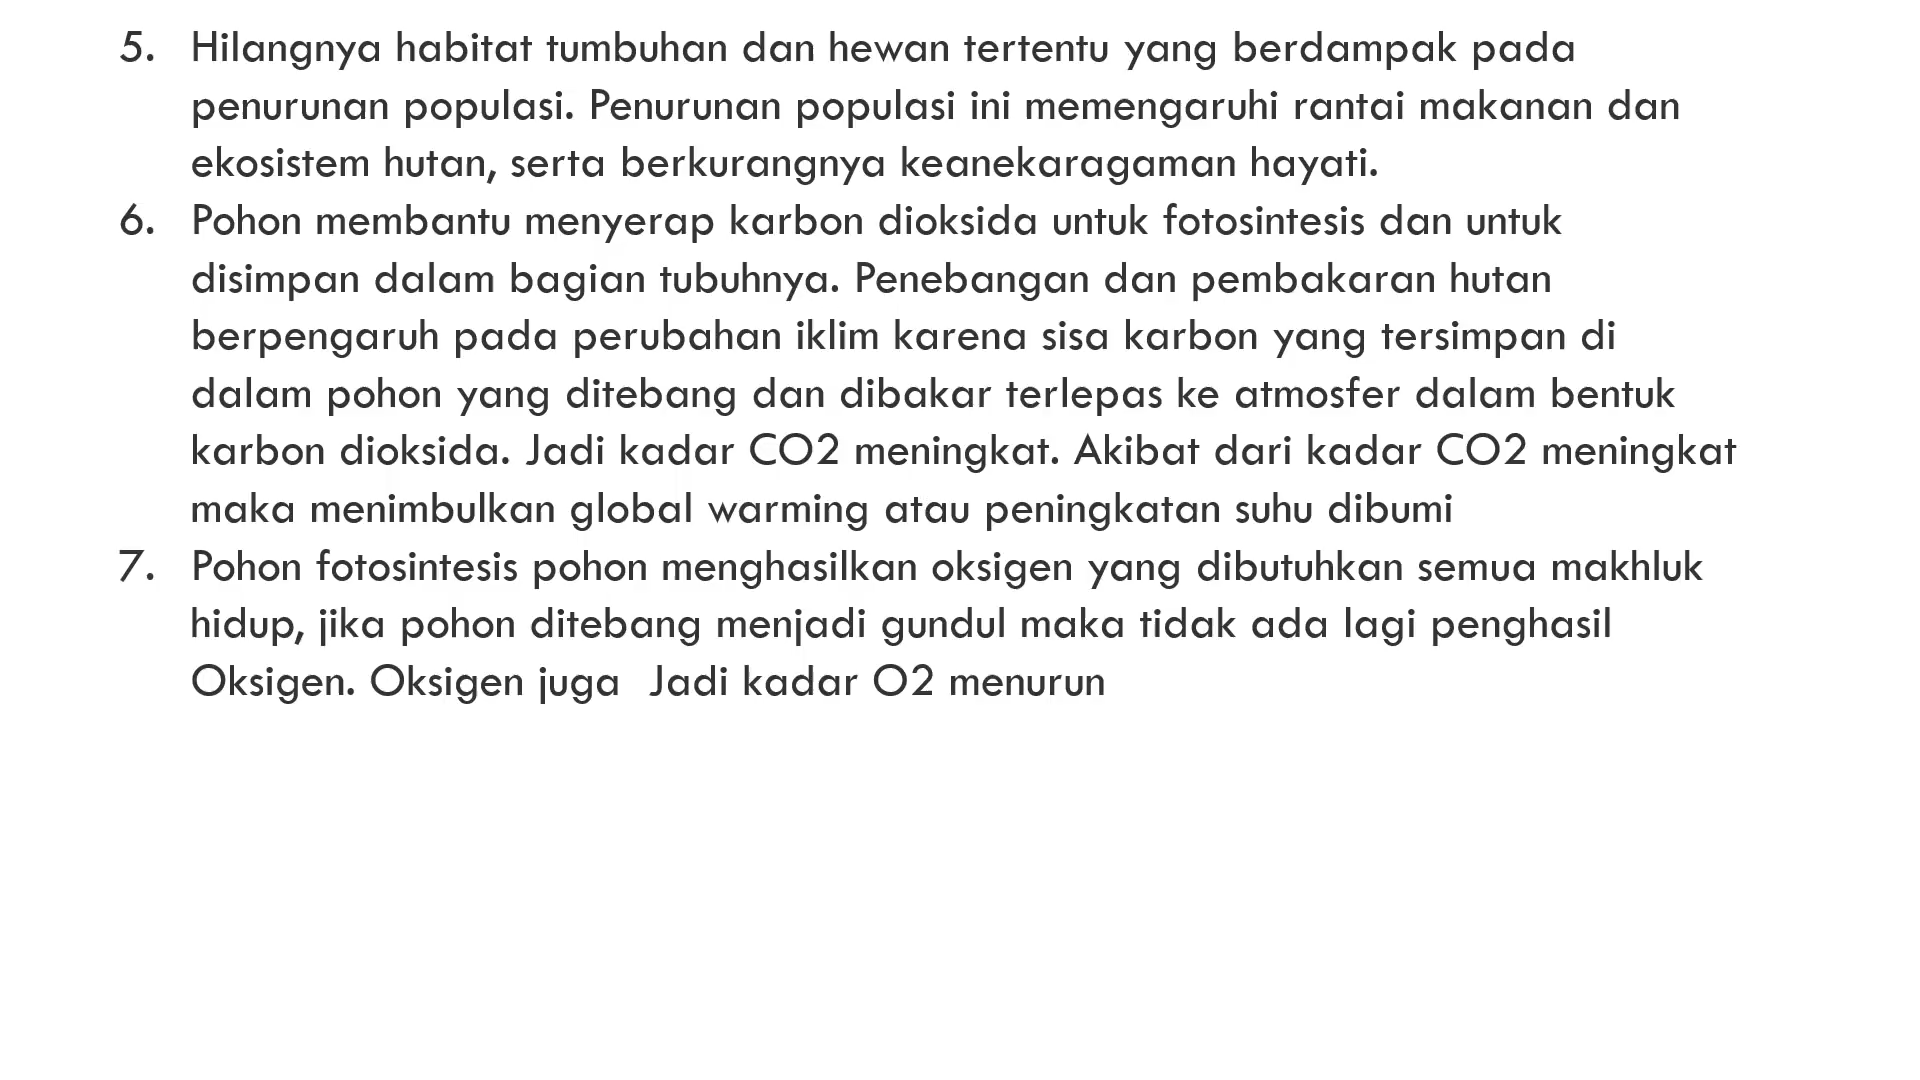 5. Hilangnya habitat tumbuhan dan hewan tertentu yang berdampak pada
penurunan populasi. Penurunan populasi ini memengaruhi rantai makanan dan
ekosistem hutan, serta berkurangnya keanekaragaman hayati.
6. Pohon membantu menyerap karbon dioksida untuk fotosintesis dan untuk
disimpan dalam bagian tubuhnya. Penebangan dan pembakaran hutan
berpengaruh pada perubahan iklim karena sisa karbon yang tersimpan di
dalam pohon yang ditebang dan dibakar terlepas ke atmosfer dalam bentuk
karbon dioksida. Jadi kadar CO2 meningkat. Akibat dari kadar CO2 meningkat
maka menimbulkan global warming atau peningkatan suhu dibumi
7. Pohon fotosintesis pohon menghasilkan oksigen yang dibutuhkan semua makhluk
hidup, jika pohon ditebang menjadi gundul maka tidak ada lagi penghasil
Oksigen. Oksigen juga  Jadi kadar O2 menurun